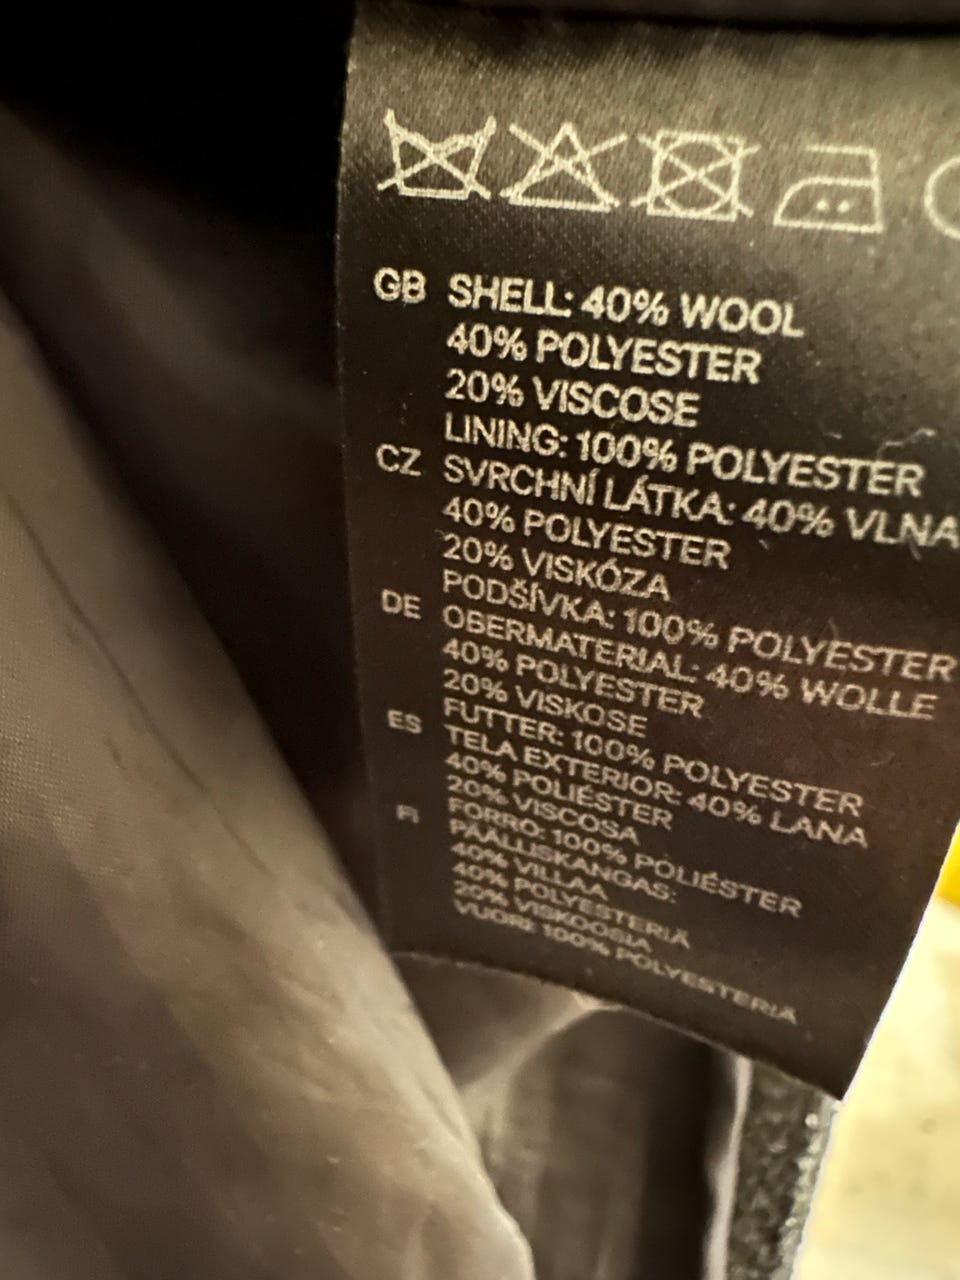 GB SHELL: 40% WOOL
40% POLYESTER
20% VISCOSE
LINING: 100% POLYESTER
CZ SVRCHNÍ LÁTKA: 40% VLNA
40% POLYESTER
20% VISKÓZA
PODŠÍVKA: 100% POLYESTER
DE OBERMATERIAL: 40% WOLLE
40% POLYESTER
20% VISKOSE
FUTTER: 100% POLYESTER
ES TELA EXTERIOR: 40% LANA
40% POLIÉSTER
20% VISCOSA
FORRO: 100% POLIÉSTER
FI PÄÄLLISKANGAS:
40% VILLAA
40% POLYESTERIÄ
20% VISKOOSIA
VUORI: 100% POLYESTERIÄ